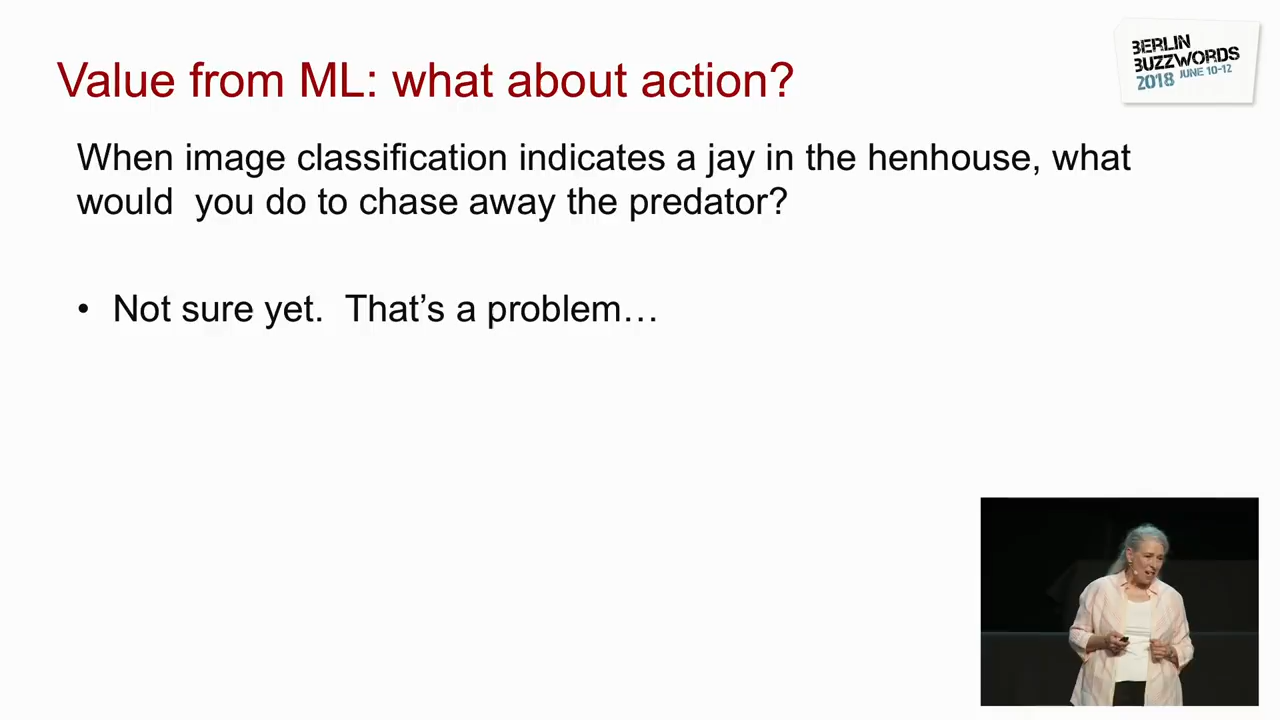 Value from ML: what about action?
BERLIN
BUZZWORDS
2018 JUNE 10-12
When image classification indicates a jay in the henhouse, what
would you do to chase away the predator?
• Not sure yet. That’s a problem…